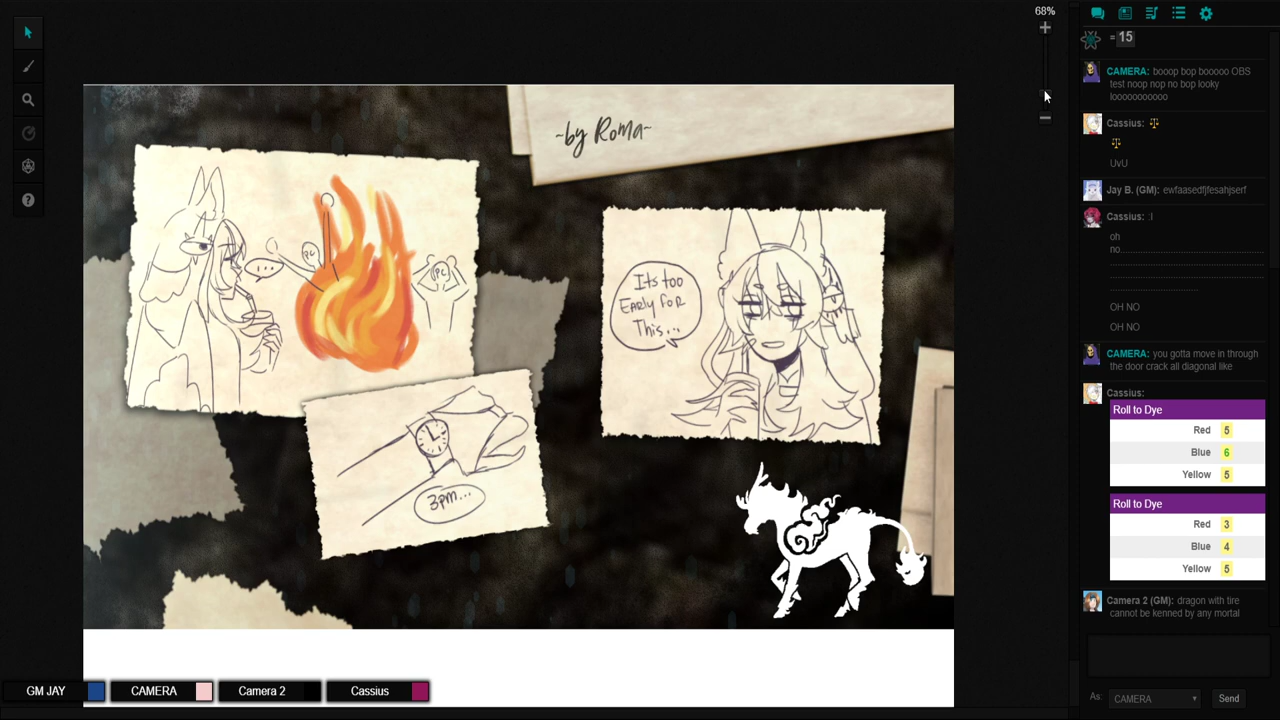 68%
~by Roma~
...
PC
PC
Its too
Early for
This...
3pm...
= 15
CAMERA: booop bop booooo OBS
test noop nop no bop looky
looooooooooo
Cassius:
UvU
Jay B. (GM): ewfaasedfjfesahjserf
Cassius: :I
oh
no
OH NO
OH NO
CAMERA: you gotta move in through
the door crack all diagonal like
Cassius:
Roll to Dye
Red 5
Blue 6
Yellow 5
Roll to Dye
Red 3
Blue 4
Yellow 5
Camera 2 (GM): dragon with tire
cannot be kenned by any mortal
As: CAMERA Send
GM JAY CAMERA Camera 2 Cassius